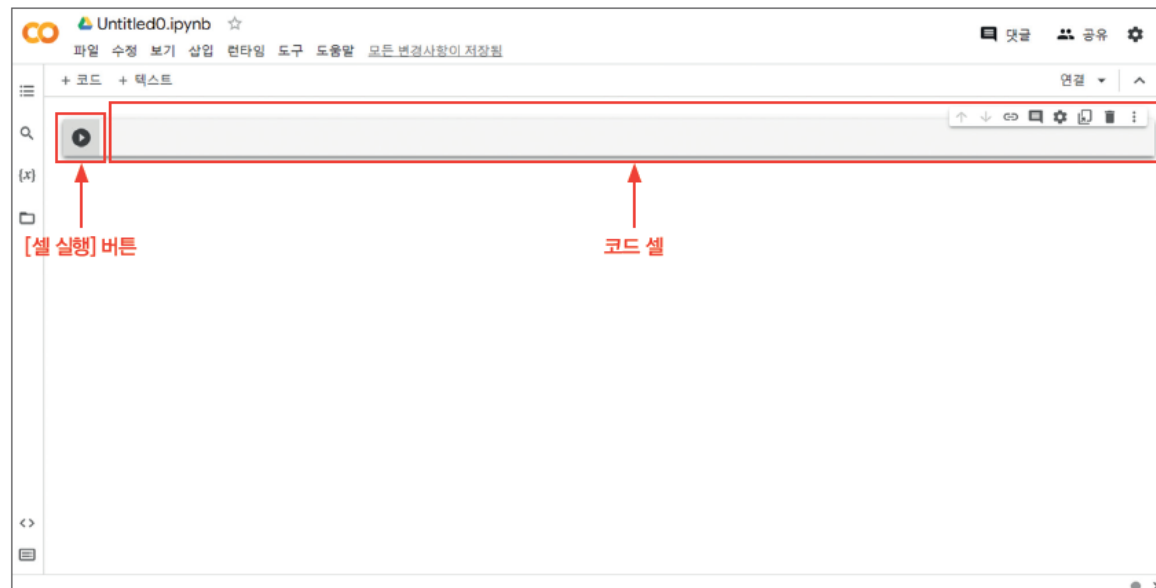 CO Untitled0.ipynb
댓글 공유
파일 수정 보기 삽입 런타임 도구 도움말 모든 변경사항이 저장됨
+ 코드 + 텍스트
연결
{x}
[셀 실행] 버튼
코드 셀
<>